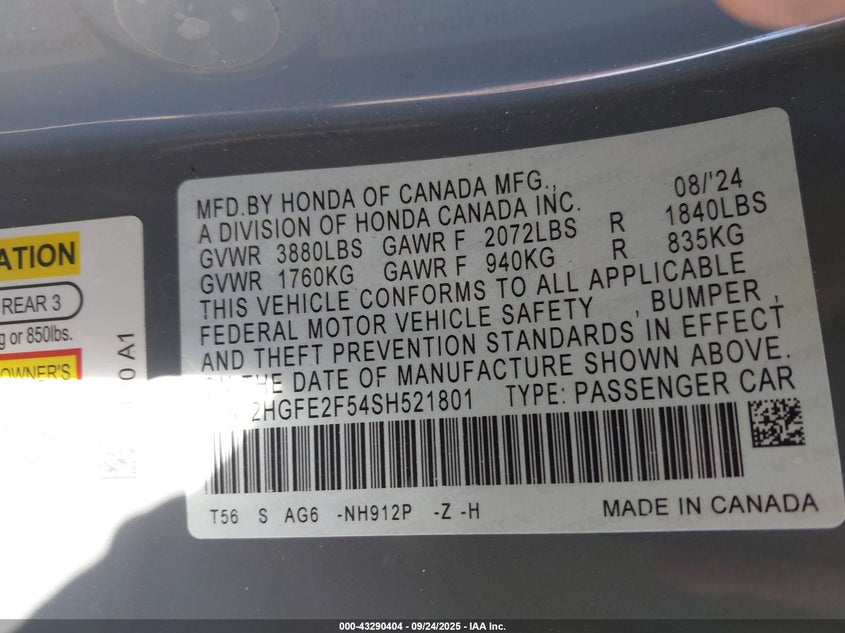 MFD.BY HONDA OF CANADA MFG., 08/'24
A DIVISION OF HONDA CANADA INC.
GVWR 3880LBS GAWR F 2072LBS R 1840LBS
GVWR 1760KG GAWR F 940KG R 835KG
THIS VEHICLE CONFORMS TO ALL APPLICABLE
FEDERAL MOTOR VEHICLE SAFETY , BUMPER ,
AND THEFT PREVENTION STANDARDS IN EFFECT
THE DATE OF MANUFACTURE SHOWN ABOVE.
2HGFE2F54SH521801 TYPE: PASSENGER CAR
T56 S AG6 -NH912P -Z -H MADE IN CANADA
ATION
REAR 3
g or 850lbs.
OWNER'S
0 A1
000-43290404 - 09/24/2025 - IAA Inc.